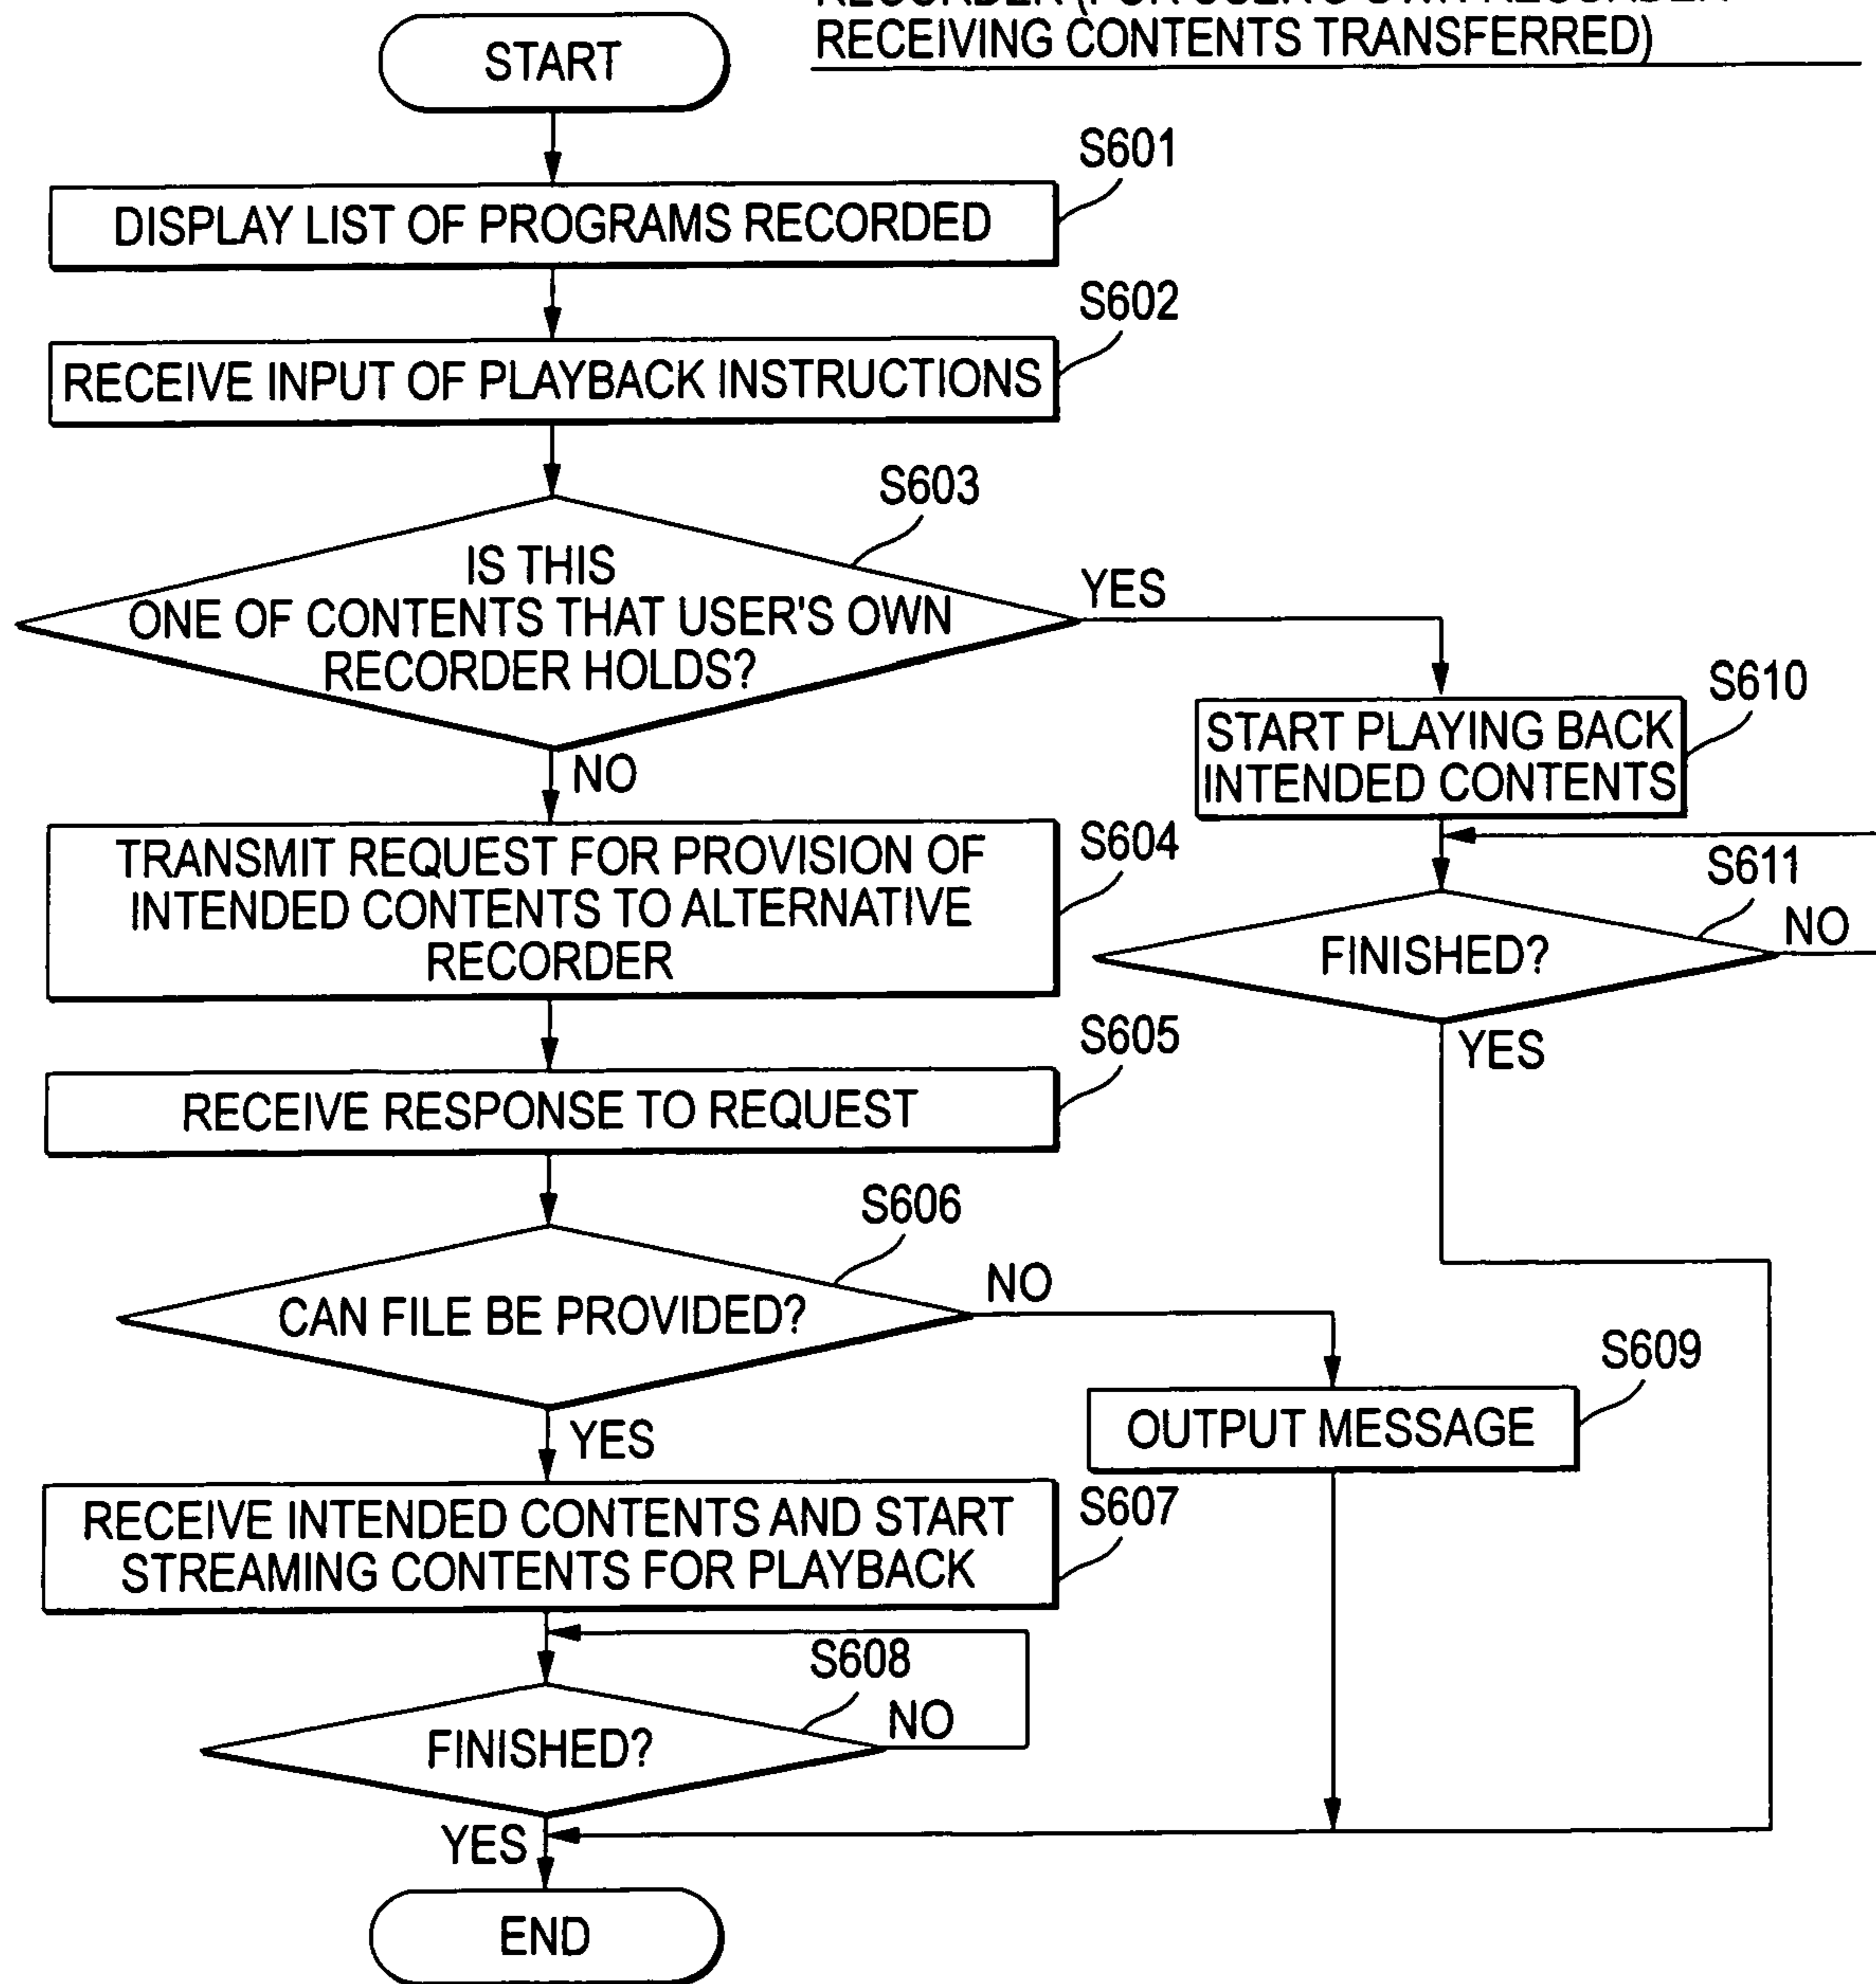 RECEIVING CONTENTS TRANSFERRED)
START
S601
DISPLAY LIST OF PROGRAMS RECORDED
S602
RECEIVE INPUT OF PLAYBACK INSTRUCTIONS
S603
IS THIS
ONE OF CONTENTS THAT USER'S OWN
RECORDER HOLDS?
YES
NO
S610
START PLAYING BACK
INTENDED CONTENTS
S604
TRANSMIT REQUEST FOR PROVISION OF
INTENDED CONTENTS TO ALTERNATIVE
RECORDER
S611
FINISHED?
NO
YES
S605
RECEIVE RESPONSE TO REQUEST
S606
CAN FILE BE PROVIDED?
NO
YES
S609
OUTPUT MESSAGE
S607
RECEIVE INTENDED CONTENTS AND START
STREAMING CONTENTS FOR PLAYBACK
S608
FINISHED?
NO
YES
END